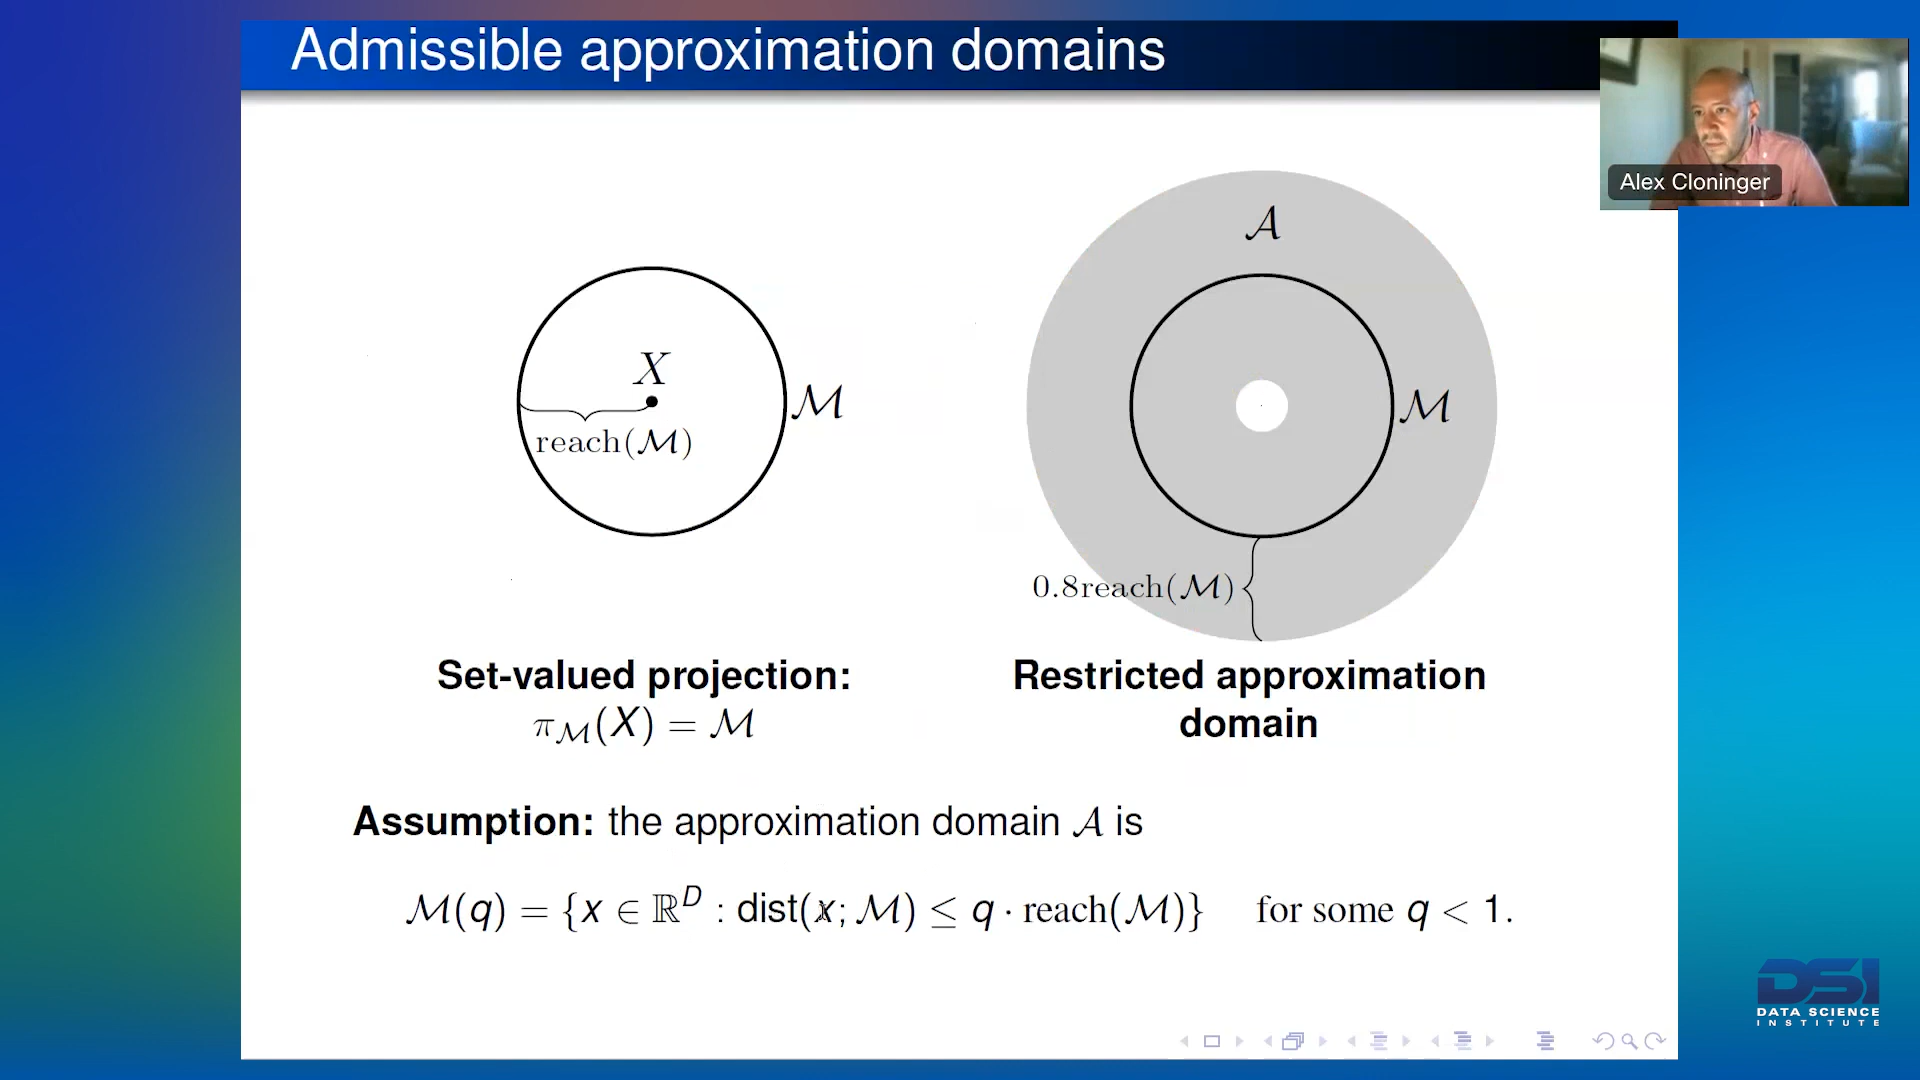 Admissible approximation domains
Alex Cloninger
X
ℳ
reach(ℳ)
𝒜
ℳ
0.8reach(ℳ)
Set-valued projection:
π_ℳ(X) = ℳ
Restricted approximation
domain
Assumption: the approximation domain 𝒜 is
ℳ(q) = {x ∈ ℝ^D : dist(x; ℳ) ≤ q · reach(ℳ)} for some q < 1.
DSI
DATA SCIENCE
INSTITUTE